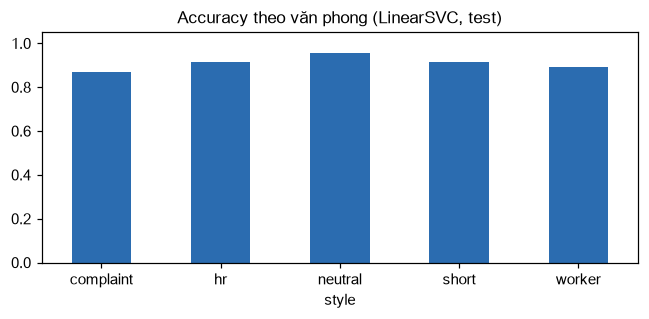 Accuracy theo văn phong (LinearSVC, test)
1.0
0.8
0.6
0.4
0.2
0.0
complaint hr neutral short worker
style